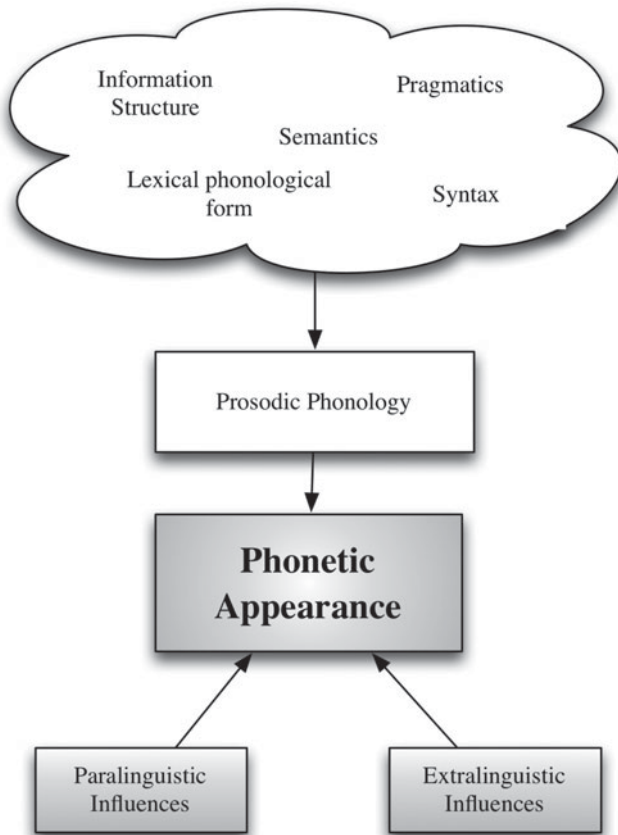 Information
Structure
Pragmatics
Semantics
Lexical phonological
form
Syntax
Prosodic Phonology
Phonetic
Appearance
Paralinguistic
Influences
Extralinguistic
Influences